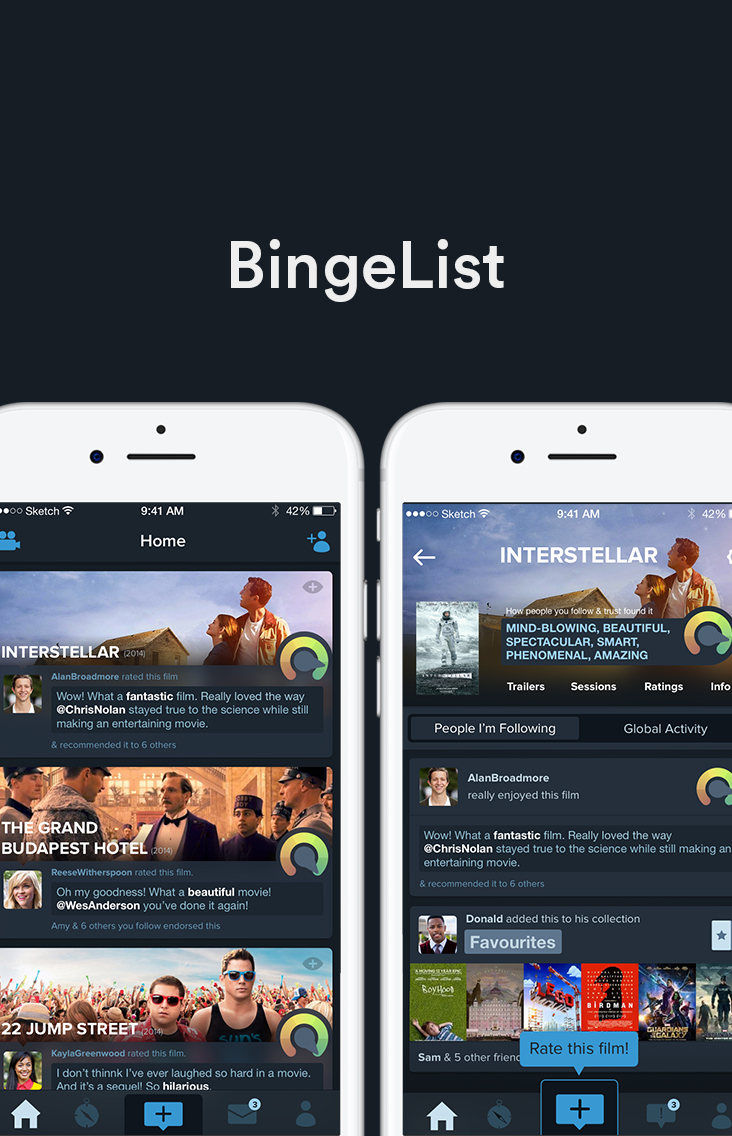 BingeList
Sketch
9:41 AM
42%
Home
INTERSTELLAR (2014)
AlanBroadmore rated this film
Wow! What a fantastic film. Really loved the way
@ChrisNolan stayed true to the science while still
making an entertaining movie.
& recommended it to 6 others
THE GRAND
BUDAPEST HOTEL (2014)
ReeseWitherspoon rated this film.
Oh my goodness! What a beautiful movie!
@WesAnderson you've done it again!
Amy & 6 others you follow endorsed this
22 JUMP STREET (2014)
KaylaGreenwood rated this film.
I don't thinnk I've ever laughed so hard in a movie.
And it's a sequel! So hilarious.
3
Sketch
9:41 AM
42%
INTERSTELLAR
How people you follow & trust found it
MIND-BLOWING, BEAUTIFUL,
SPECTACULAR, SMART,
PHENOMENAL, AMAZING
INTERSTELLAR
Trailers Sessions Ratings Info
People I'm Following Global Activity
AlanBroadmore
really enjoyed this film
Wow! What a fantastic film. Really loved the way
@ChrisNolan stayed true to the science while still making an
entertaining movie.
& recommended it to 6 others
Donald added this to his collection
Favourites
BOYHOOD
LEGO
BIRDMAN
GUARDIANS
GALAXY
Sam & 5 other friend
Rate this film!
3